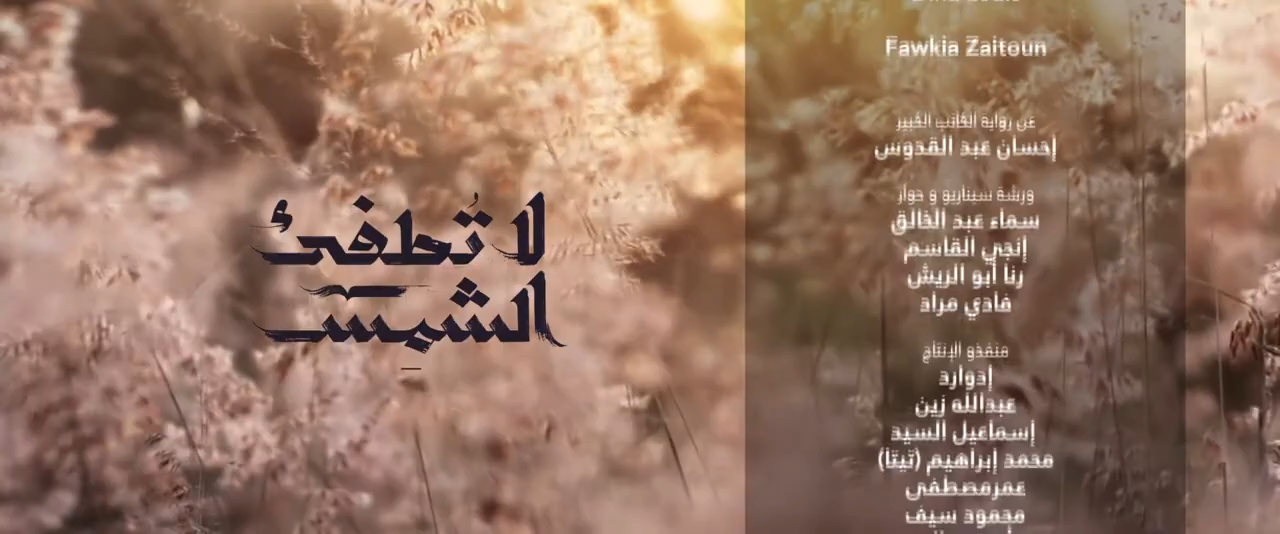 لا تُطفئ
الشمس
Fawkia Zaitoun
عن رواية الكاتب الكبير
إحسان عبد القدوس
ورشة سيناريو و حوار
سماء عبد الخالق
إنجي القاسم
رنا أبو الريش
فادي مراد
منفذو الإنتاج
إدوارد
عبدالله زين
إسماعيل السيد
محمد إبراهيم (تيتا)
عمرمصطفى
محمود سيف